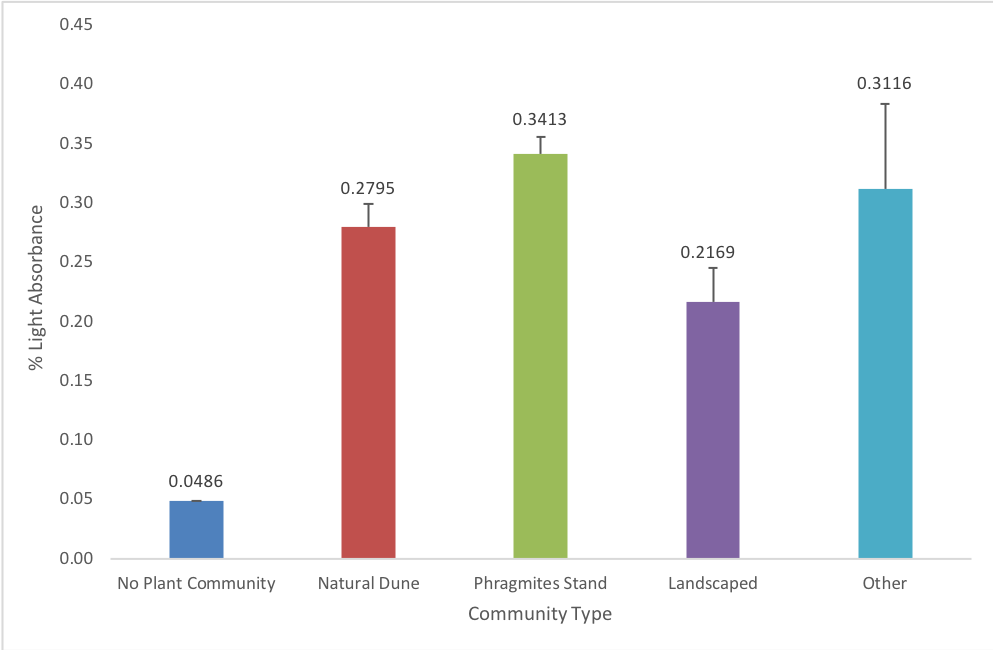 0.45
0.40
0.35
0.30
0.25
0.20
0.15
0.10
0.05
0.00
% Light Absorbance
0.0486
0.2795
0.3413
0.2169
0.3116
No Plant Community
Natural Dune
Phragmites Stand
Landscaped
Other
Community Type